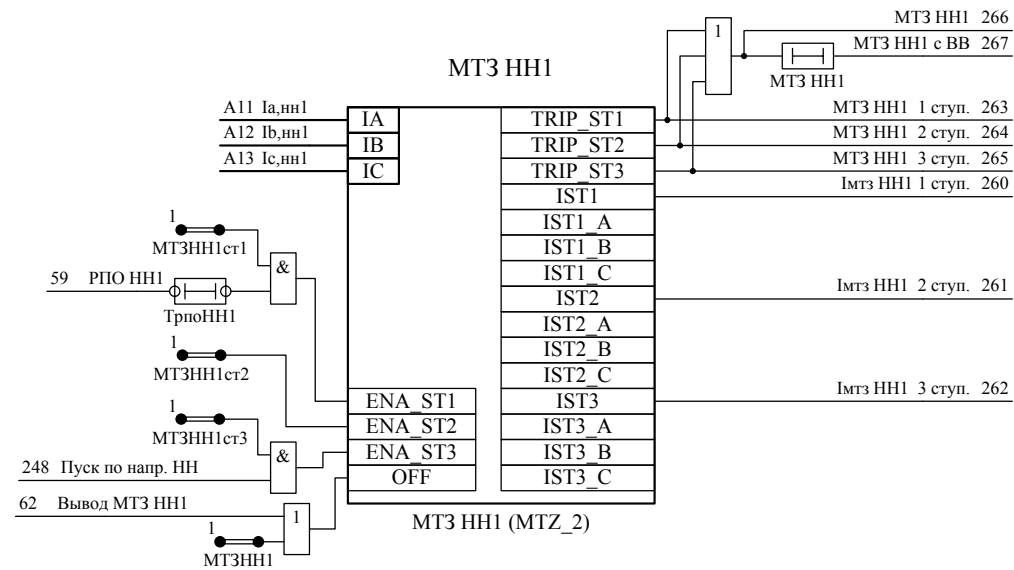 МТЗ НН1 266
1
МТЗ НН1 с ВВ 267
МТЗ НН1
МТЗ НН1
A11 Ia,нн1
IA
TRIP_ST1
МТЗ НН1 1 ступ. 263
A12 Ib,нн1
IB
TRIP_ST2
МТЗ НН1 2 ступ. 264
A13 Ic,нн1
IC
TRIP_ST3
МТЗ НН1 3 ступ. 265
IST1
Iмтз НН1 1 ступ. 260
1
IST1_A
МТЗНН1ст1
IST1_B
&
IST1_C
59 РПО НН1
IST2
Iмтз НН1 2 ступ. 261
ТрпоНН1
IST2_A
1
IST2_B
МТЗНН1ст2
IST2_C
ENA_ST1
IST3
Iмтз НН1 3 ступ. 262
1
ENA_ST2
IST3_A
МТЗНН1ст3
&
ENA_ST3
IST3_B
248 Пуск по напр. НН
OFF
IST3_C
62 Вывод МТЗ НН1
1
МТЗ НН1 (MTZ_2)
1
МТЗНН1